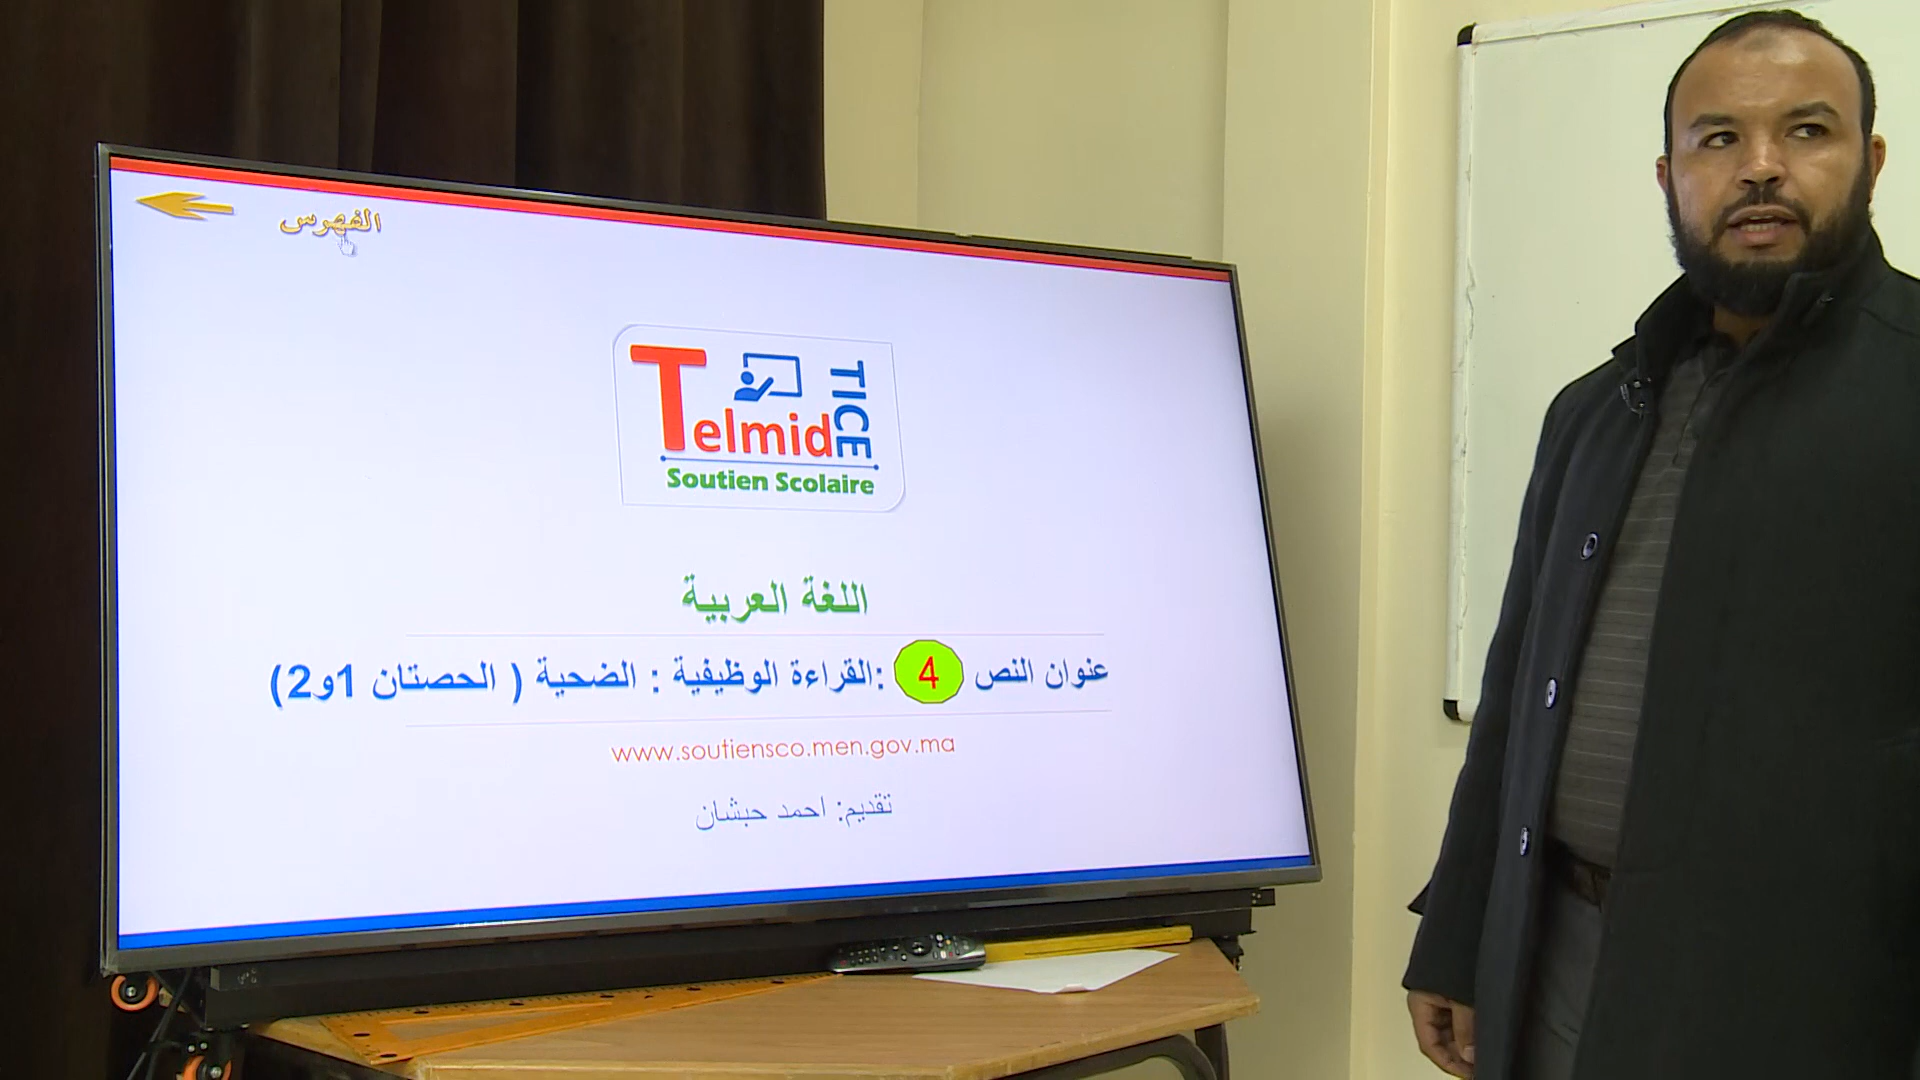 الفهرس
Telmid TICE
Soutien Scolaire
اللغة العربية
عنوان النص 4 :القراءة الوظيفية : الضحية ( الحصتان 1و2)
www.soutiensco.men.gov.ma
تقديم: احمد حبشان